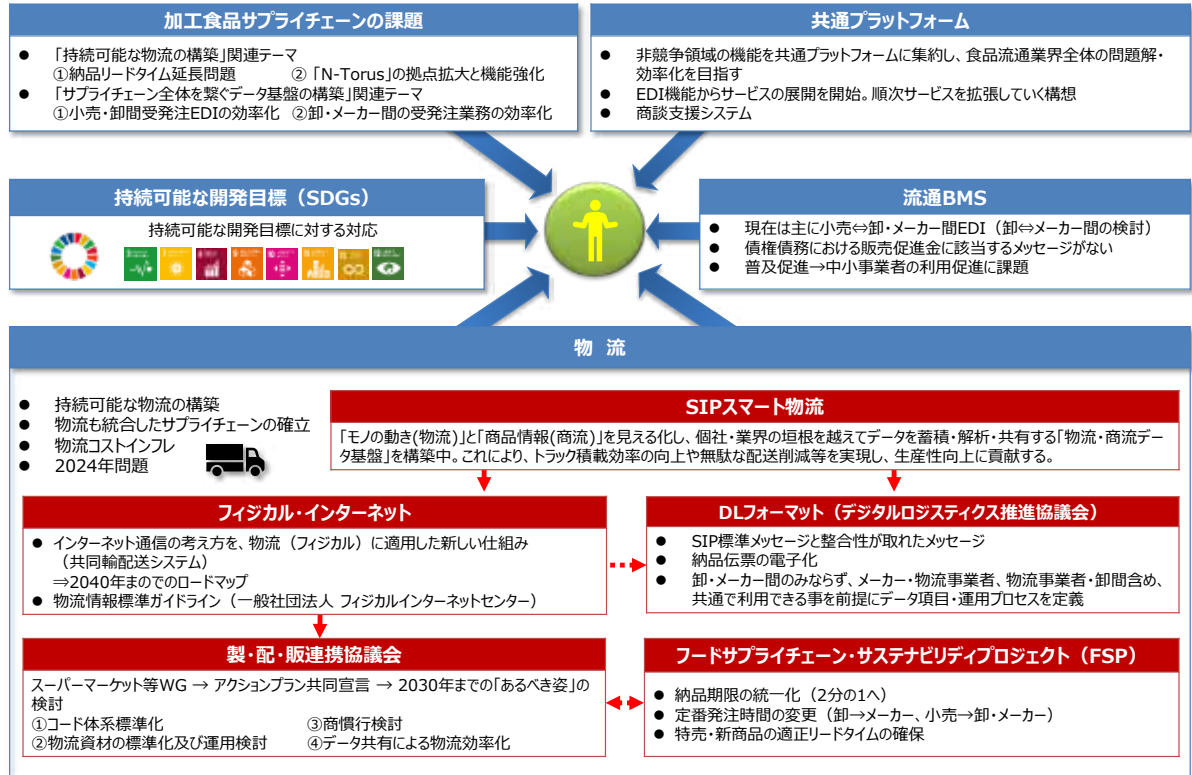 加工食品サプライチェーンの課題
● 「持続可能な物流の構築」関連テーマ
①納品リードタイム延長問題 ② 「N-Torus」の拠点拡大と機能強化
● 「サプライチェーン全体を繋ぐデータ基盤の構築」関連テーマ
①小売・卸間受発注EDIの効率化 ②卸・メーカー間の受発注業務の効率化
共通プラットフォーム
● 非競争領域の機能を共通プラットフォームに集約し、食品流通業界全体の問題解・
効率化を目指す
● EDI機能からサービスの展開を開始。順次サービスを拡張していく構想
● 商談支援システム
持続可能な開発目標（SDGs）
持続可能な開発目標に対する対応
流通BMS
● 現在は主に小売⇔卸・メーカー間EDI（卸⇔メーカー間の検討）
● 債権債務における販売促進金に該当するメッセージがない
● 普及促進→中小事業者の利用促進に課題
物 流
● 持続可能な物流の構築
● 物流も統合したサプライチェーンの確立
● 物流コストインフレ
● 2024年問題
SIPスマート物流
「モノの動き(物流)」と「商品情報(商流)」を見える化し、個社・業界の垣根を越えてデータを蓄積・解析・共有する「物流・商流デー
タ基盤」を構築中。これにより、トラック積載効率の向上や無駄な配送削減等を実現し、生産性向上に貢献する。
フィジカル・インターネット
● インターネット通信の考え方を、物流（フィジカル）に適用した新しい仕組み
（共同輸配送システム）
⇒2040年までのでのロードマップ
● 物流情報標準ガイドライン（一般社団法人 フィジカルインターネットセンター）
DLフォーマット（デジタルロジスティクス推進協議会）
● SIP標準メッセージと整合性が取れたメッセージ
● 納品伝票の電子化
● 卸・メーカー間のみならず、メーカー・物流事業者、物流事業者・卸間含め、
共通で利用できる事を前提にデータ項目・運用プロセスを定義
製・配・販連携協議会
スーパーマーケット等WG → アクションプラン共同宣言 → 2030年までの「あるべき姿」の
検討
①コード体系標準化 ③商慣行検討
②物流資材の標準化及び運用検討 ④データ共有による物流効率化
フードサプライチェーン・サステナビリディプロジェクト（FSP）
● 納品期限の統一化（2分の1へ）
● 定番発注時間の変更（卸→メーカー、小売→卸・メーカー）
● 特売・新商品の適正リードタイムの確保